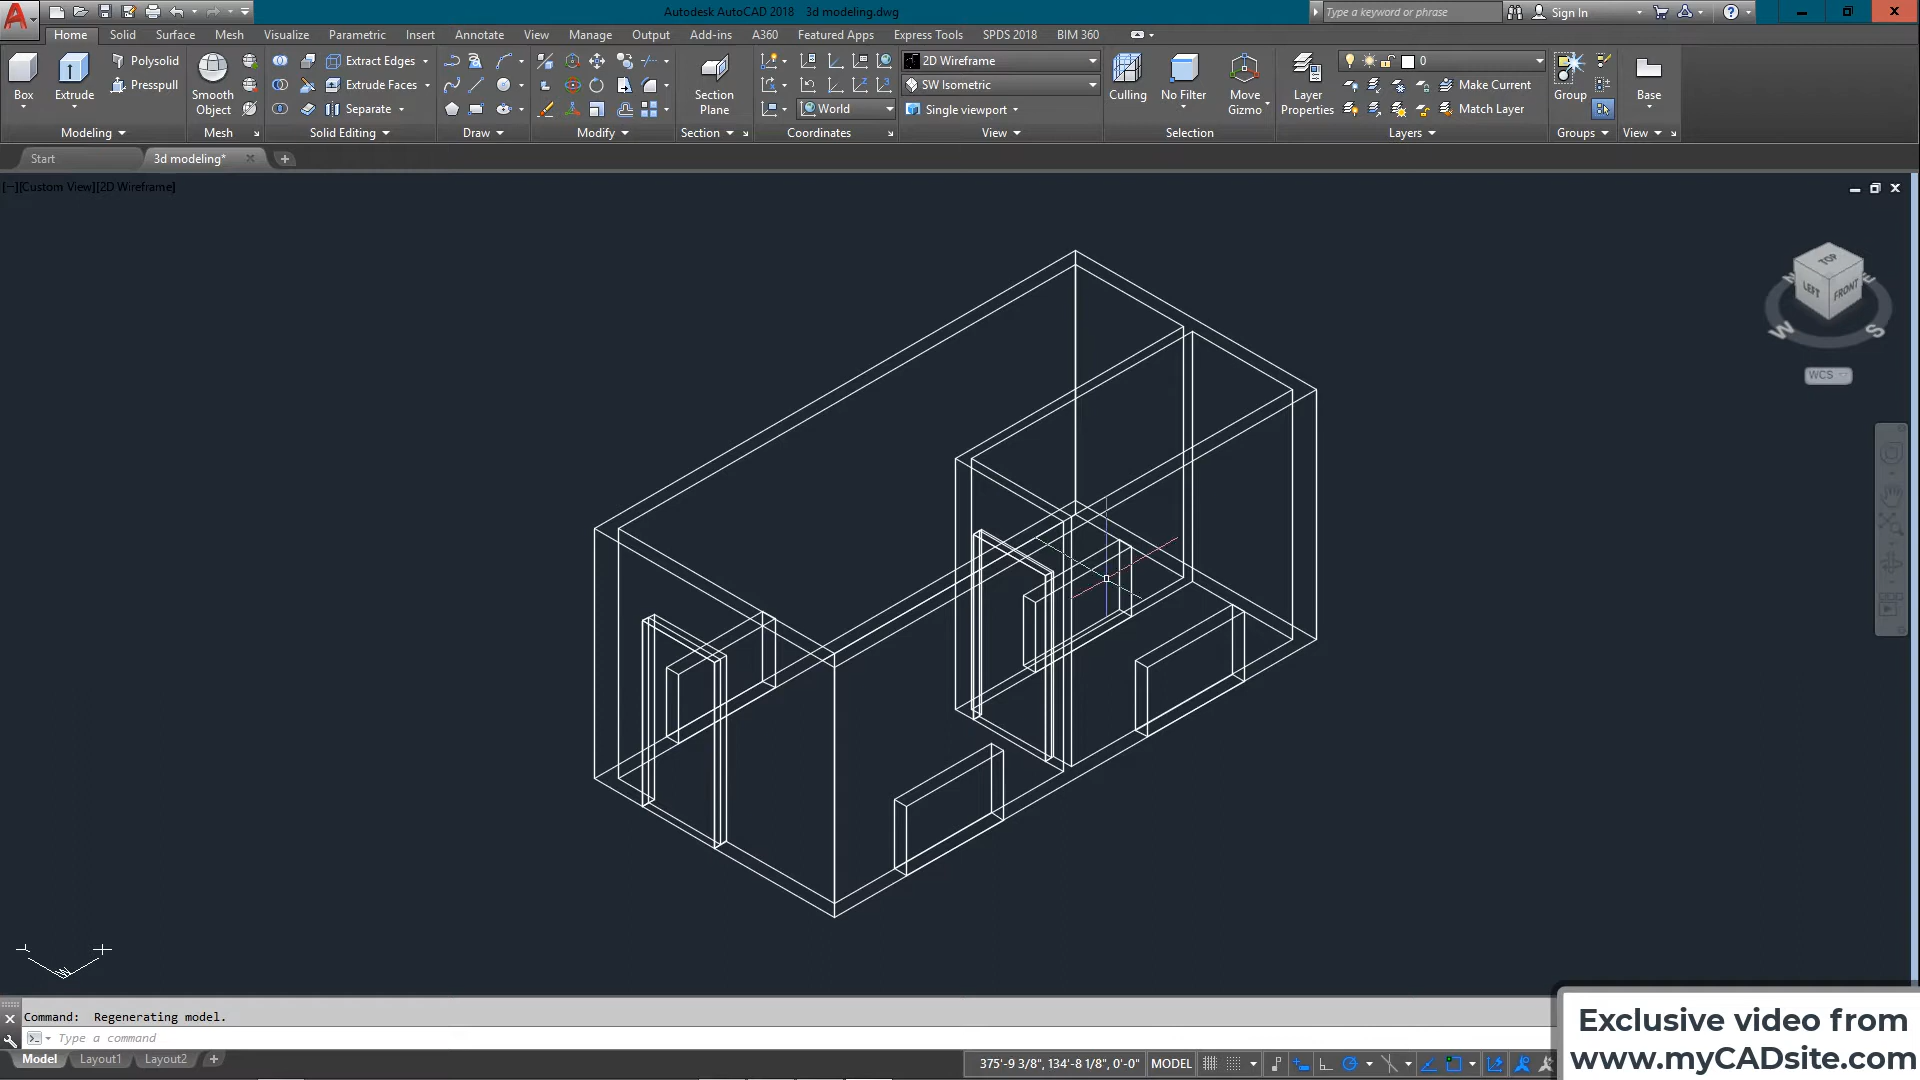 Autodesk AutoCAD 2018   3d modeling.dwg
Type a keyword or phrase
Sign In
Home Solid Surface Mesh Visualize Parametric Insert Annotate View Manage Output Add-ins A360 Featured Apps Express Tools SPDS 2018 BIM 360
Box
Extrude
Polysolid
Presspull
Modeling
Smooth
Object
Mesh
Extract Edges
Extrude Faces
Separate
Solid Editing
Draw
Modify
Section
Plane
Section
World
Coordinates
2D Wireframe
SW Isometric
Single viewport
View
Culling
No Filter
Move
Gizmo
Selection
Layer
Properties
0
Make Current
Match Layer
Layers
Group
Groups
Base
View
Start
3d modeling*
[−][Custom View][2D Wireframe]
TOP
LEFT
FRONT
N
E
W
S
WCS
W
Command:  Regenerating model.
Type a command
Model Layout1 Layout2 +
375'-9 3/8", 134'-8 1/8", 0'-0" MODEL
Exclusive video from
www.myCADsite.com